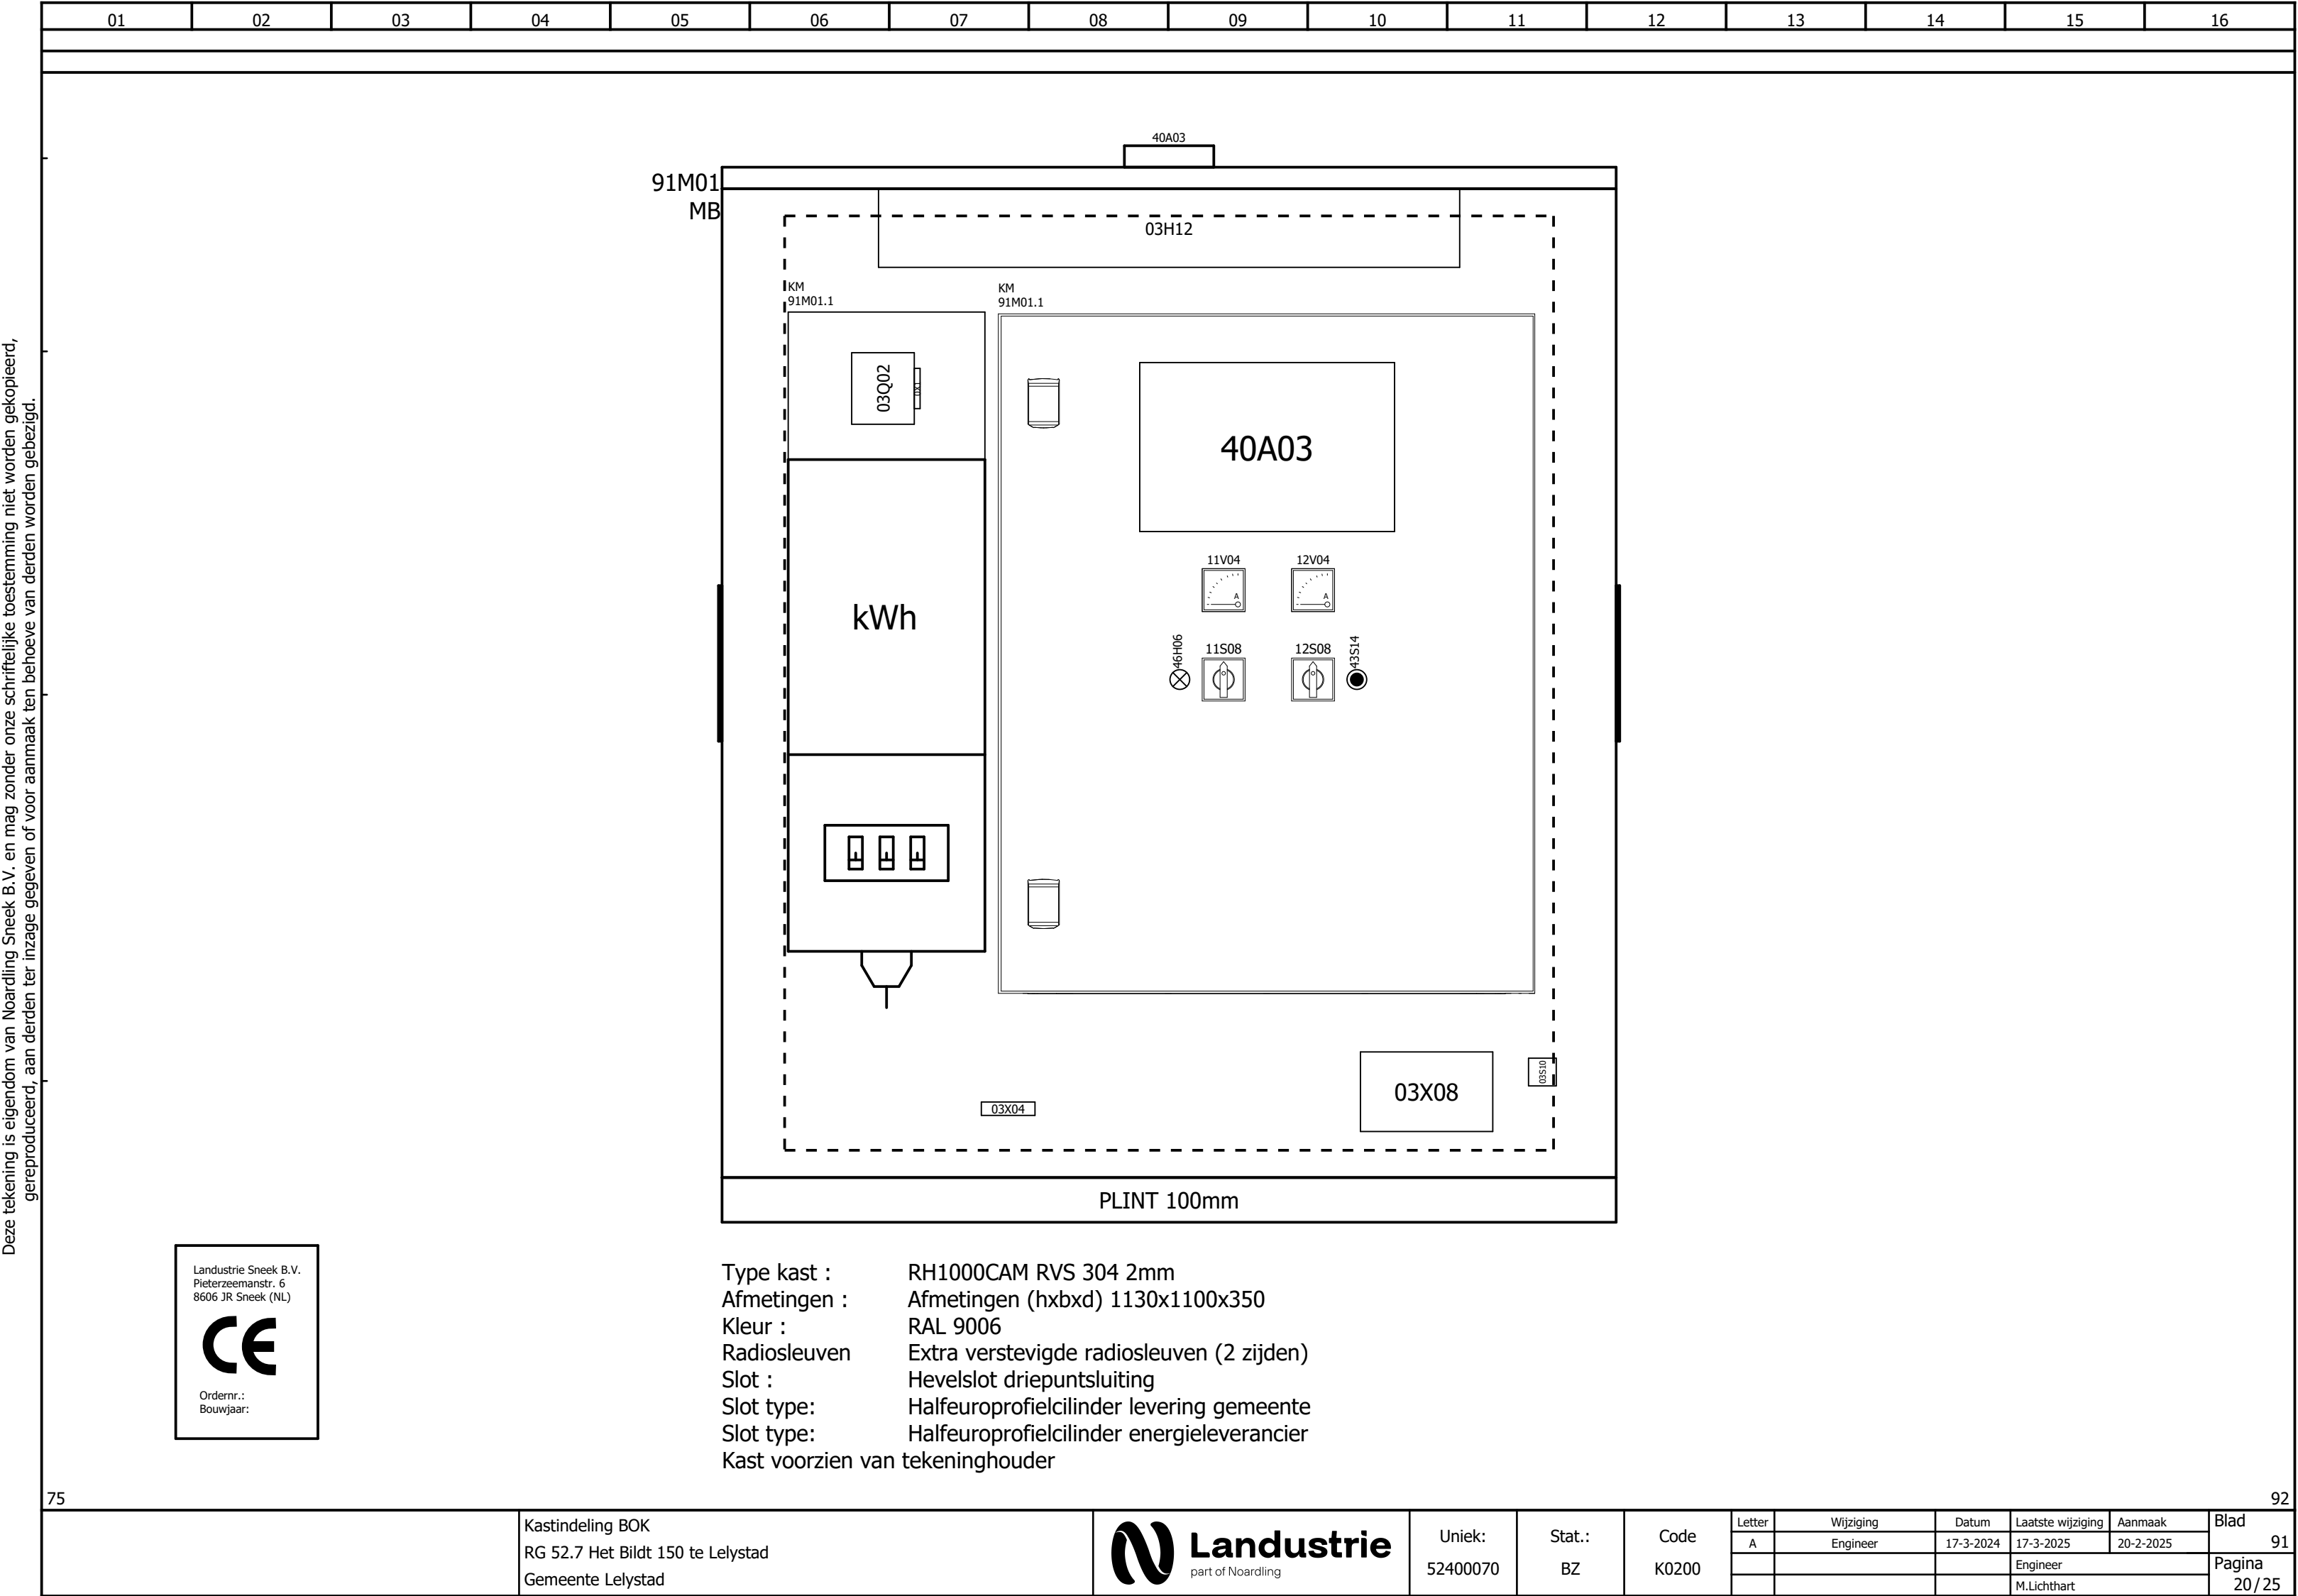 01 02 03 04 05 06 07 08 09 10 11 12 13 14 15 16
40A03
91M01
MB
03H12
KM
91M01.1
KM
91M01.1
03Q02
40A03
11V04 12V04
A A
kWh
46H06 11S08 12S08 43S14
03X08
03S10
03X04
PLINT 100mm
Deze tekening is eigendom van Noardling Sneek B.V. en mag zonder onze schriftelijke toestemming niet worden gekopieerd,
gereproduceerd, aan derden ter inzage gegeven of voor aanmaak ten behoeve van derden worden gebezigd.
Landustrie Sneek B.V.
Pieterzeemanstr. 6
8606 JR Sneek (NL)
CE
Ordernr.:
Bouwjaar:
Type kast : RH1000CAM RVS 304 2mm
Afmetingen : Afmetingen (hxbxd) 1130x1100x350
Kleur : RAL 9006
Radiosleuven Extra verstevigde radiosleuven (2 zijden)
Slot : Hevelslot driepuntsluiting
Slot type: Halfeuroprofielcilinder levering gemeente
Slot type: Halfeuroprofielcilinder energieleverancier
Kast voorzien van tekeninghouder
75 92
Kastindeling BOK
RG 52.7 Het Bildt 150 te Lelystad
Gemeente Lelystad
Landustrie
part of Noardling
Uniek:
52400070
Stat.:
BZ
Code
K0200
Letter Wijziging Datum Laatste wijziging Aanmaak Blad
A Engineer 17-3-2024 17-3-2025 20-2-2025 91
Engineer Pagina
M.Lichthart 20/25